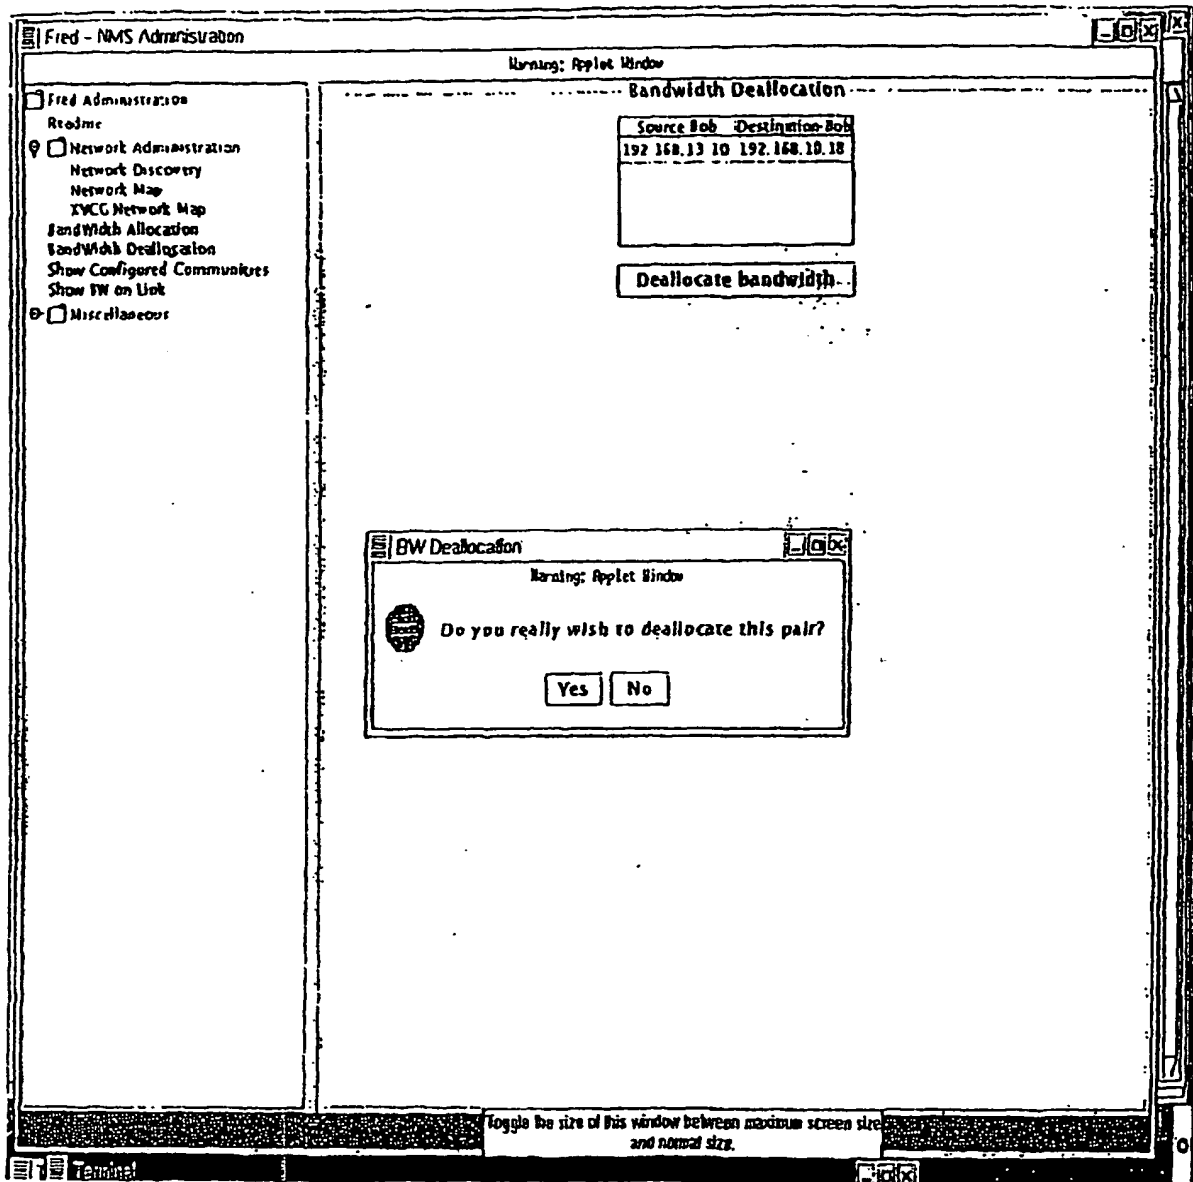 Fred - NMS Administration
Warning: Applet Window
Fred Administration
Readme
Network Administration
Network Discovery
Network Map
XVCG Network Map
BandWidth Allocation
BandWidth Deallocation
Show Configured Communities
Show BW on Link
Miscellaneous
Bandwidth Deallocation
Source Bob Destination Bob
192.168.13.10 192.168.10.18
Deallocate bandwidth
BW Deallocation
Warning: Applet Window
Do you really wish to deallocate this pair?
Yes No
Toggle the size of this window between maximum screen size
and normal size.
Terminal